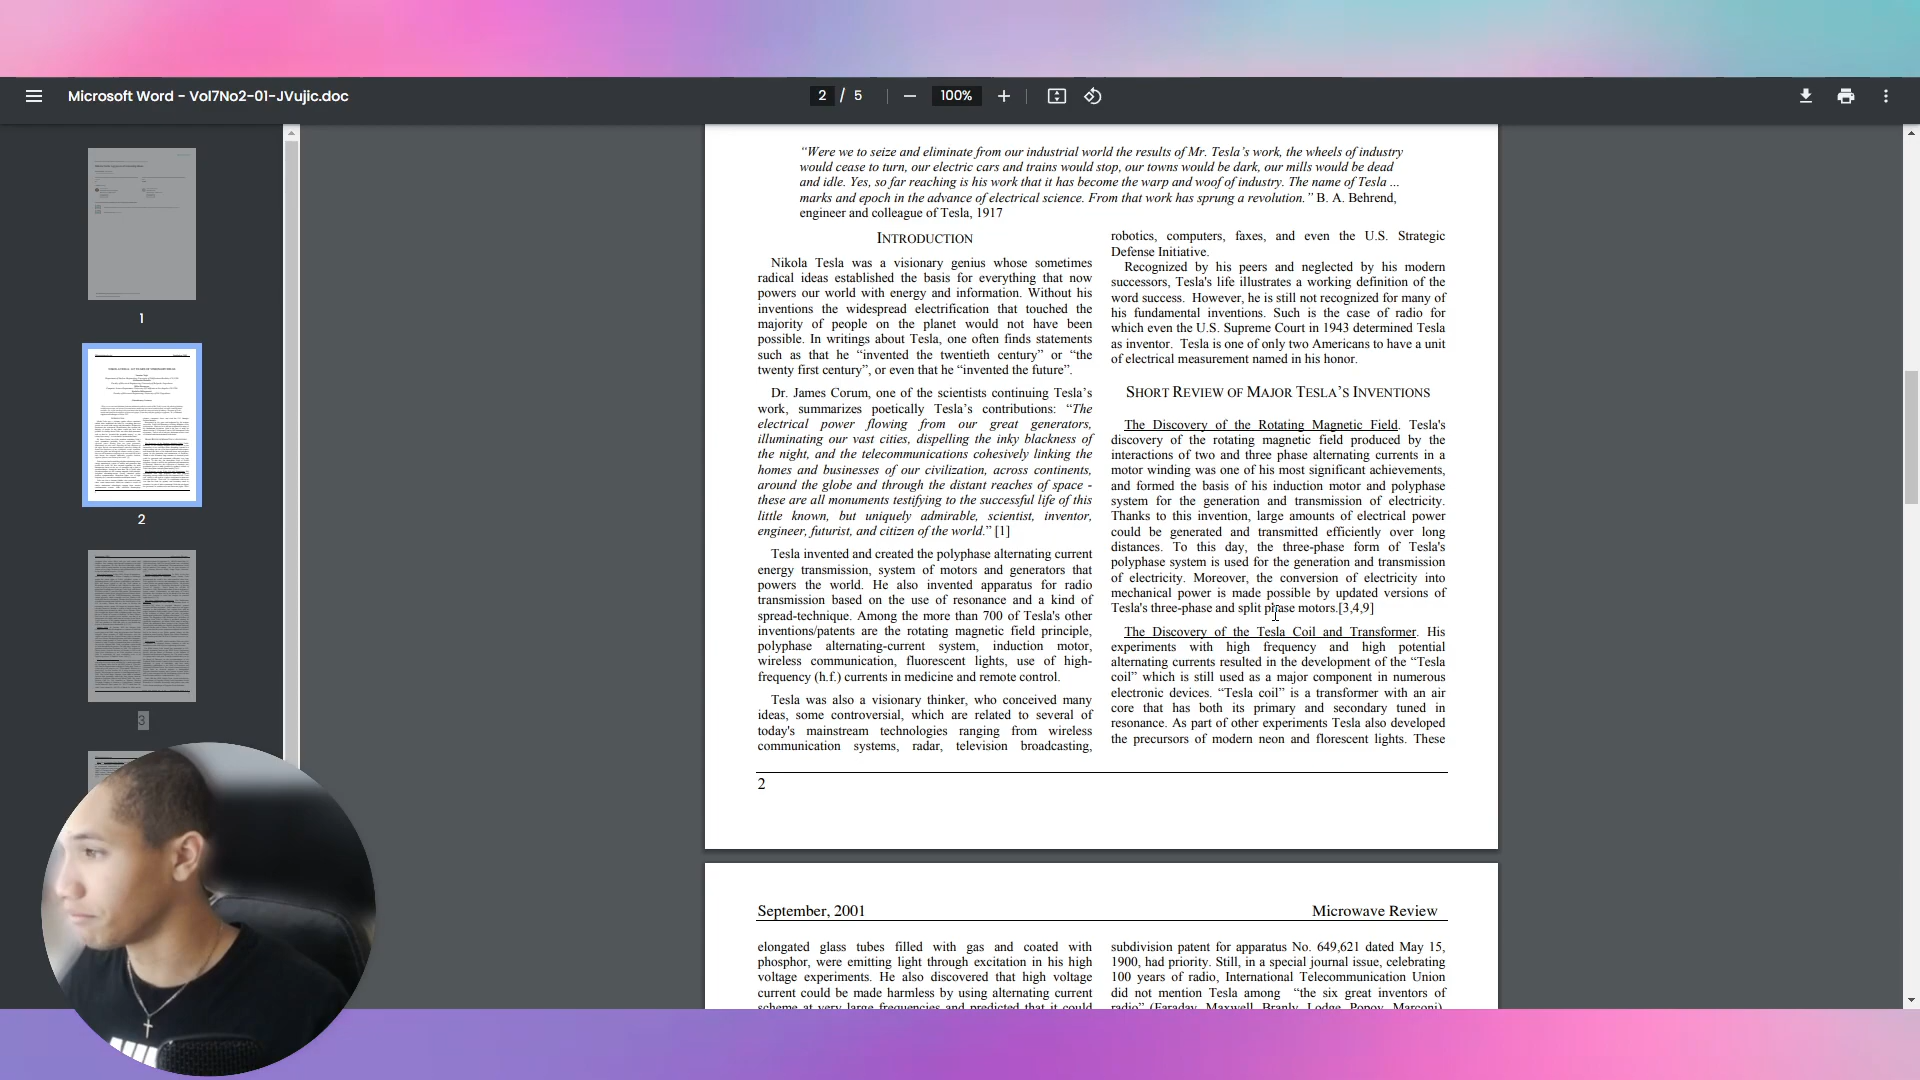 Microsoft Word - Vol7No2-01-JVujic.doc
2 / 5
100%
1
2
3
“Were we to seize and eliminate from our industrial world the results of Mr. Tesla’s work, the wheels of industry
would cease to turn, our electric cars and trains would stop, our towns would be dark, our mills would be dead
and idle. Yes, so far reaching is his work that it has become the warp and woof of industry. The name of Tesla ...
marks and epoch in the advance of electrical science. From that work has sprung a revolution.” B. A. Behrend,
engineer and colleague of Tesla, 1917
INTRODUCTION
Nikola Tesla was a visionary genius whose sometimes
radical ideas established the basis for everything that now
powers our world with energy and information. Without his
inventions the widespread electrification that touched the
majority of people on the planet would not have been
possible. In writings about Tesla, one often finds statements
such as that he “invented the twentieth century” or “the
twenty first century”, or even that he “invented the future”.
Dr. James Corum, one of the scientists continuing Tesla’s
work, summarizes poetically Tesla’s contributions: “The
electrical power flowing from our great generators,
illuminating our vast cities, dispelling the inky blackness of
the night, and the telecommunications cohesively linking the
homes and businesses of our civilization, across continents,
around the globe and through the distant reaches of space -
these are all monuments testifying to the successful life of this
little known, but uniquely admirable, scientist, inventor,
engineer, futurist, and citizen of the world.” [1]
Tesla invented and created the polyphase alternating current
energy transmission, system of motors and generators that
powers the world. He also invented apparatus for radio
transmission based on the use of resonance and a kind of
spread-technique. Among the more than 700 of Tesla's other
inventions/patents are the rotating magnetic field principle,
polyphase alternating-current system, induction motor,
wireless communication, fluorescent lights, use of high-
frequency (h.f.) currents in medicine and remote control.
Tesla was also a visionary thinker, who conceived many
ideas, some controversial, which are related to several of
today's mainstream technologies ranging from wireless
communication systems, radar, television broadcasting,
robotics, computers, faxes, and even the U.S. Strategic
Defense Initiative.
Recognized by his peers and neglected by his modern
successors, Tesla's life illustrates a working definition of the
word success. However, he is still not recognized for many of
his fundamental inventions. Such is the case of radio for
which even the U.S. Supreme Court in 1943 determined Tesla
as inventor. Tesla is one of only two Americans to have a unit
of electrical measurement named in his honor.
SHORT REVIEW OF MAJOR TESLA’S INVENTIONS
The Discovery of the Rotating Magnetic Field. Tesla's
discovery of the rotating magnetic field produced by the
interactions of two and three phase alternating currents in a
motor winding was one of his most significant achievements,
and formed the basis of his induction motor and polyphase
system for the generation and transmission of electricity.
Thanks to this invention, large amounts of electrical power
could be generated and transmitted efficiently over long
distances. To this day, the three-phase form of Tesla's
polyphase system is used for the generation and transmission
of electricity. Moreover, the conversion of electricity into
mechanical power is made possible by updated versions of
Tesla's three-phase and split phase motors.[3,4,9]
The Discovery of the Tesla Coil and Transformer. His
experiments with high frequency and high potential
alternating currents resulted in the development of the “Tesla
coil” which is still used as a major component in numerous
electronic devices. “Tesla coil” is a transformer with an air
core that has both its primary and secondary tuned in
resonance. As part of other experiments Tesla also developed
the precursors of modern neon and florescent lights. These
2
September, 2001
Microwave Review
elongated glass tubes filled with gas and coated with
phosphor, were emitting light through excitation in his high
voltage experiments. He also discovered that high voltage
current could be made harmless by using alternating current
scheme at very large frequencies and predicted that it could
subdivision patent for apparatus No. 649,621 dated May 15,
1900, had priority. Still, in a special journal issue, celebrating
100 years of radio, International Telecommunication Union
did not mention Tesla among “the six great inventors of
radio” (Faraday, Maxwell, Branly, Lodge, Popov, Marconi).